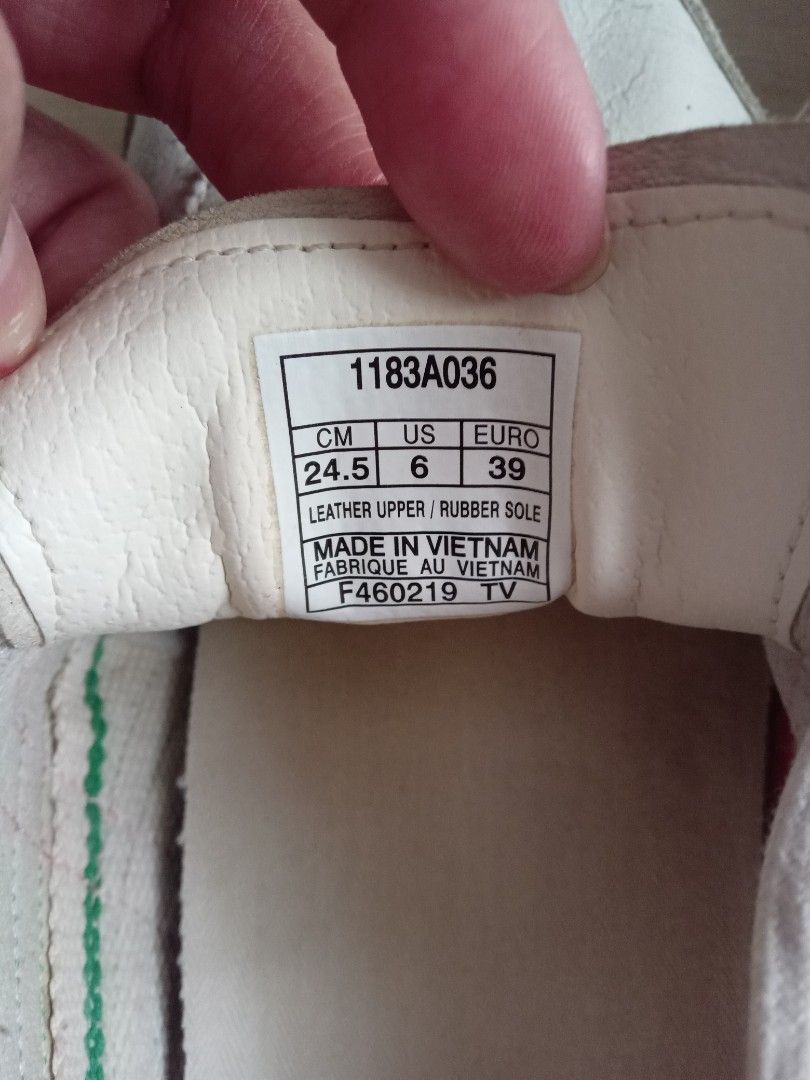 1183A036
CM US EURO
24.5 6 39
LEATHER UPPER / RUBBER SOLE
MADE IN VIETNAM
FABRIQUE AU VIETNAM
F460219 TV